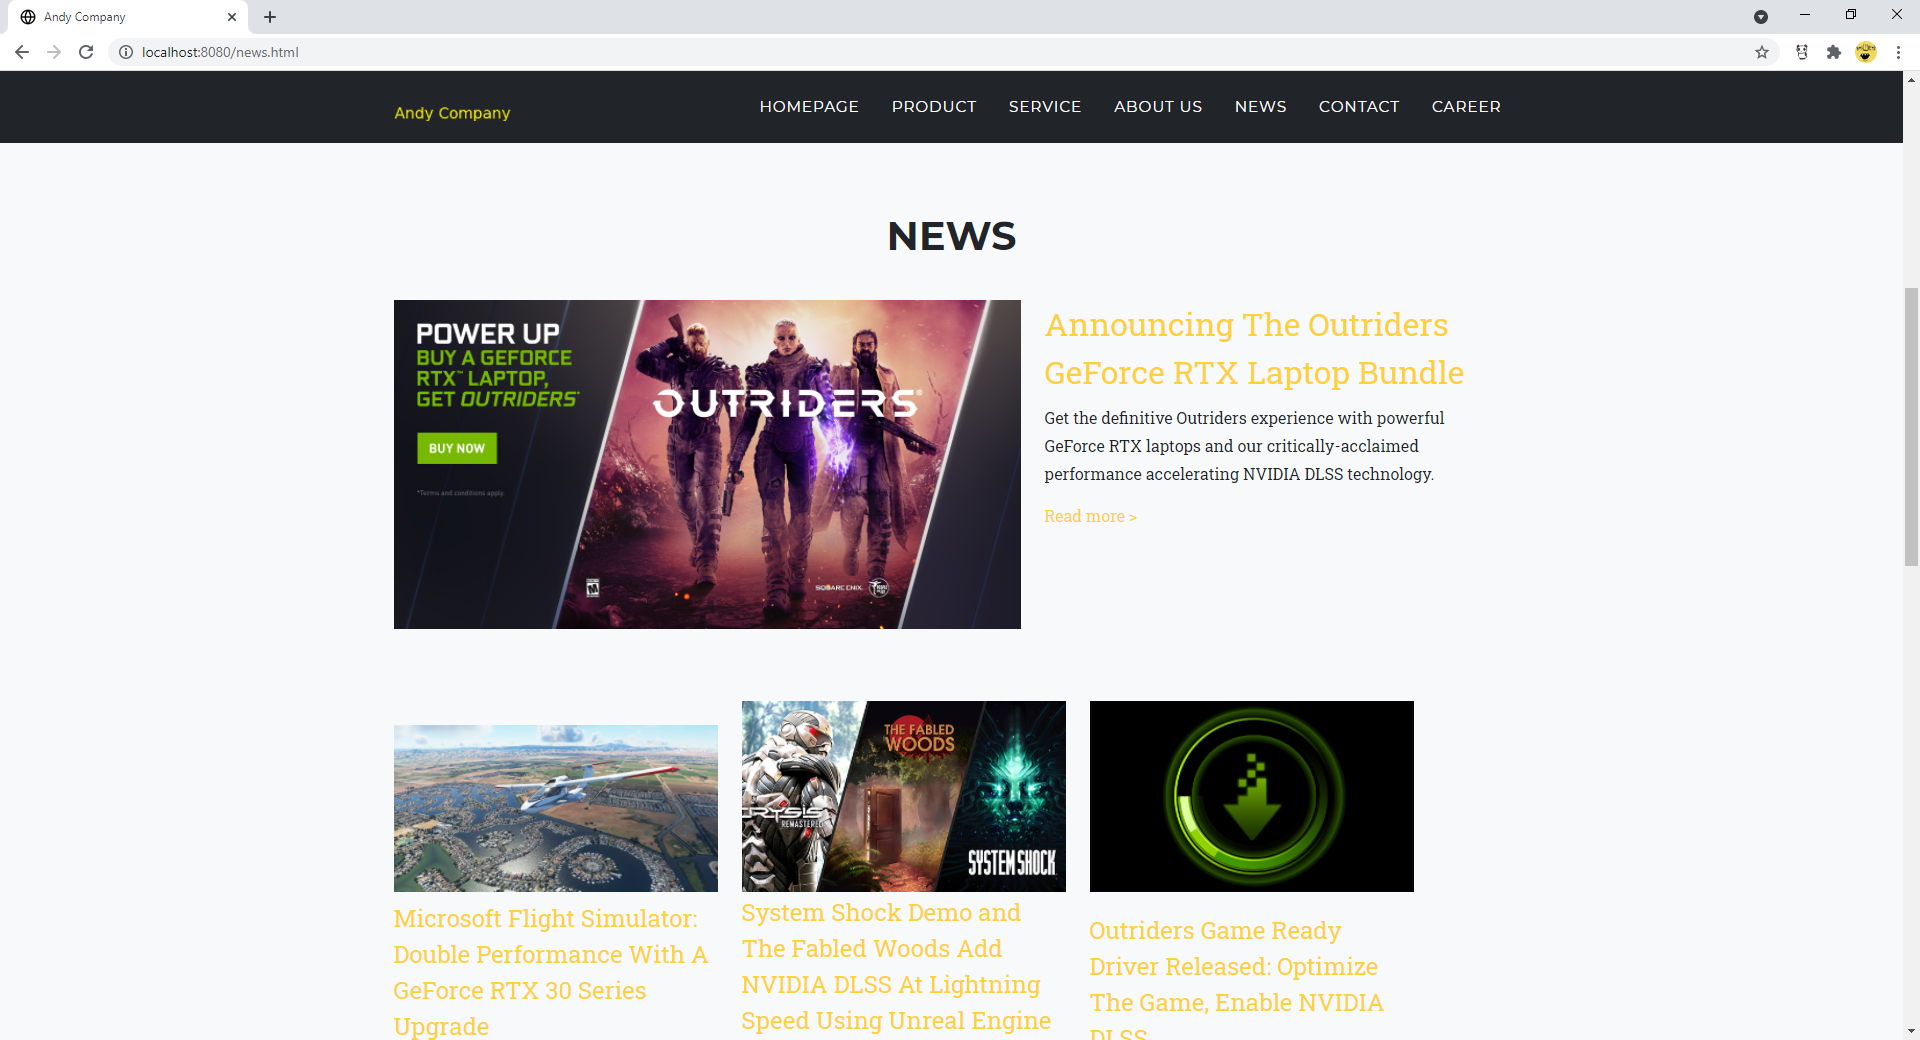 Andy Company
localhost:8080/news.html
Andy Company
HOMEPAGE PRODUCT SERVICE ABOUT US NEWS CONTACT CAREER
NEWS
POWER UP
BUY A GEFORCE
RTX™ LAPTOP,
GET OUTRIDERS*
BUY NOW
*Terms and conditions apply.
OUTRIDERS®
SQUARE ENIX.
Announcing The Outriders
GeForce RTX Laptop Bundle
Get the definitive Outriders experience with powerful
GeForce RTX laptops and our critically-acclaimed
performance accelerating NVIDIA DLSS technology.
Read more >
CRYSIS
REMASTERED
THE FABLED
WOODS
SYSTEM SHOCK
Microsoft Flight Simulator:
Double Performance With A
GeForce RTX 30 Series
Upgrade
System Shock Demo and
The Fabled Woods Add
NVIDIA DLSS At Lightning
Speed Using Unreal Engine
Outriders Game Ready
Driver Released: Optimize
The Game, Enable NVIDIA
DLSS